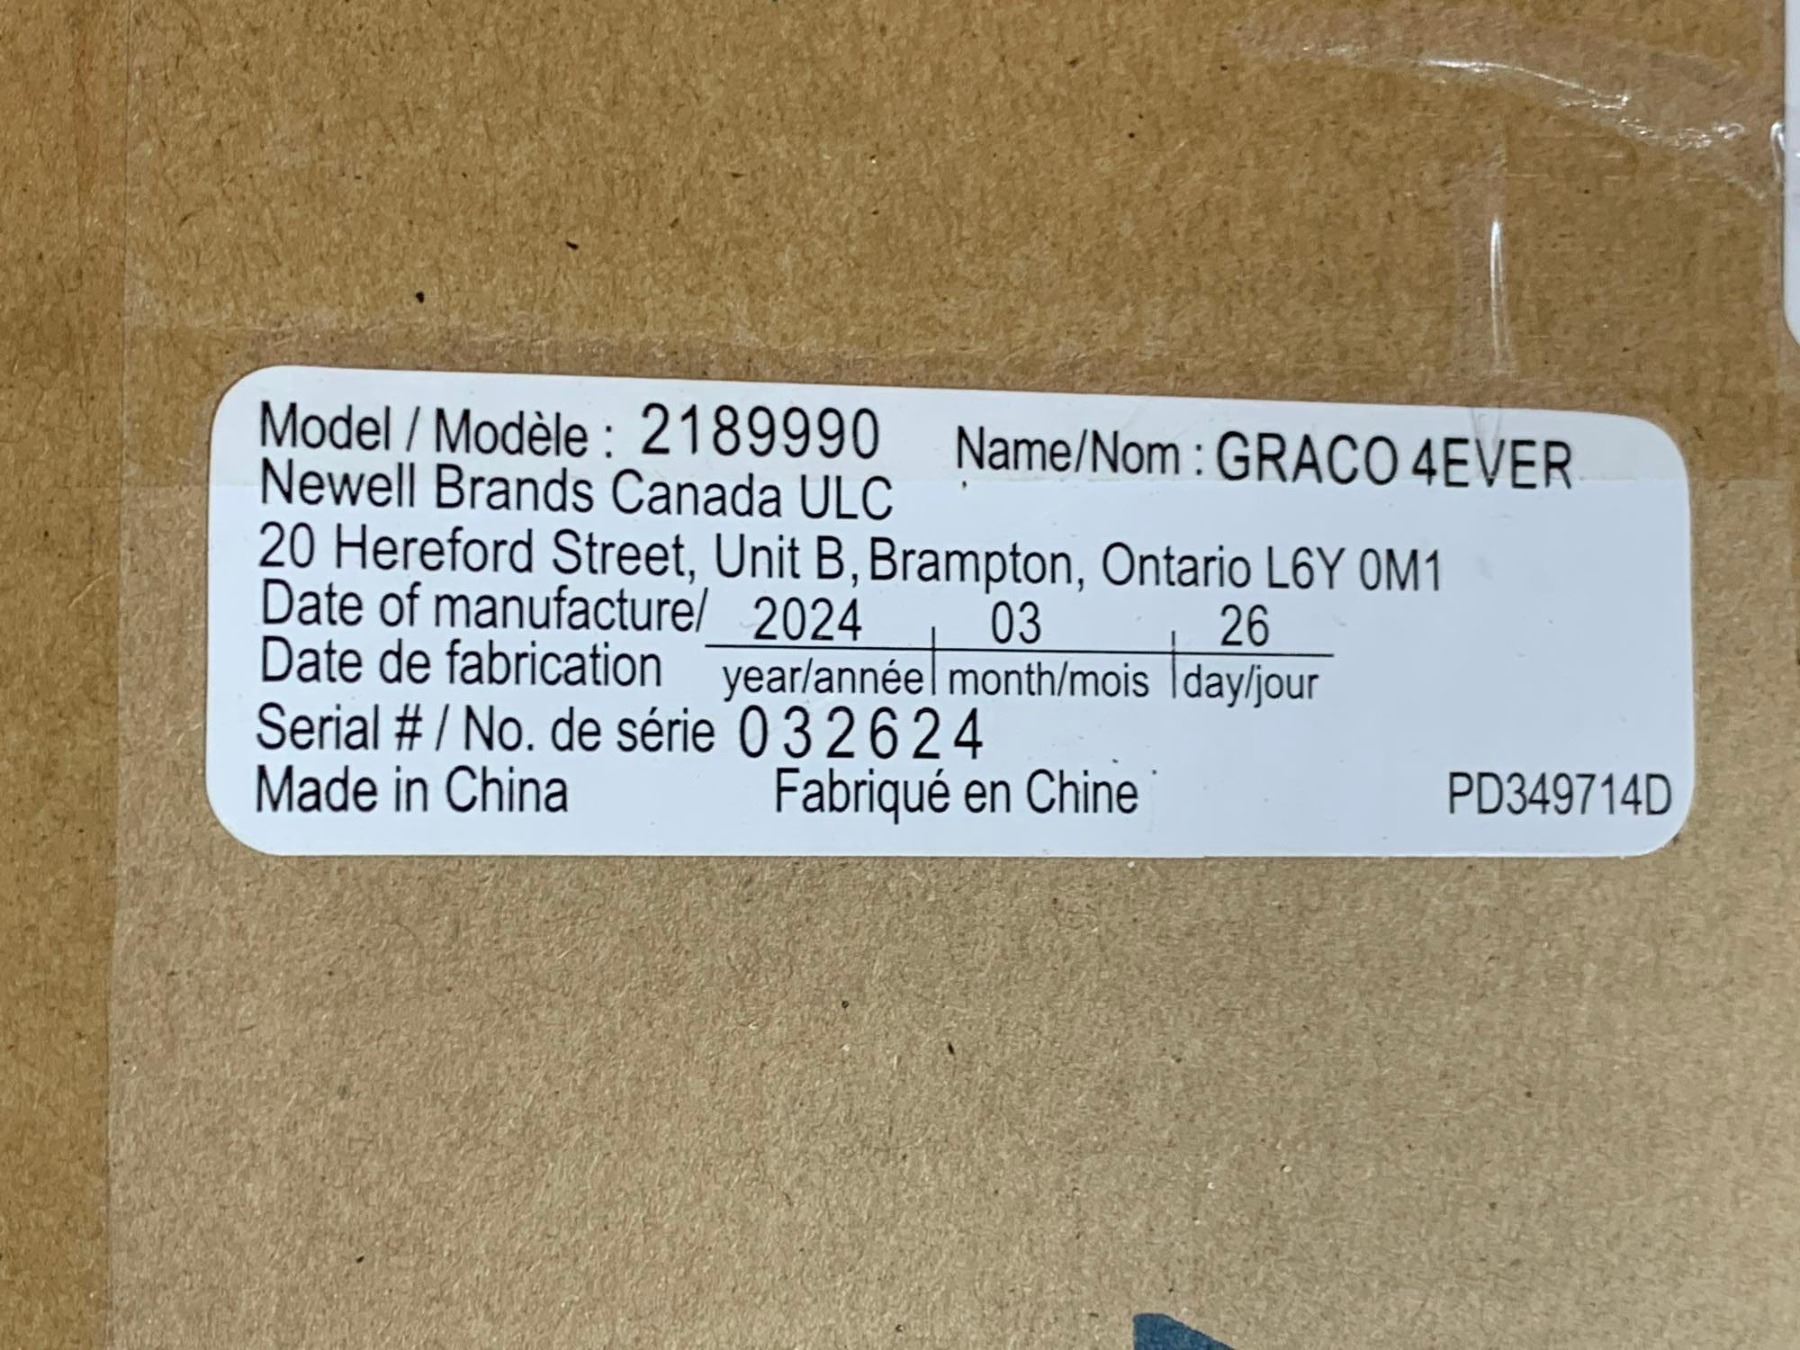 Model / Modèle : 2189990 Name/Nom : GRACO 4EVER
Newell Brands Canada ULC
20 Hereford Street, Unit B, Brampton, Ontario L6Y 0M1
Date of manufacture/ 2024 03 26
Date de fabrication year/année month/mois day/jour
Serial # / No. de série 032624
Made in China Fabriqué en Chine PD349714D